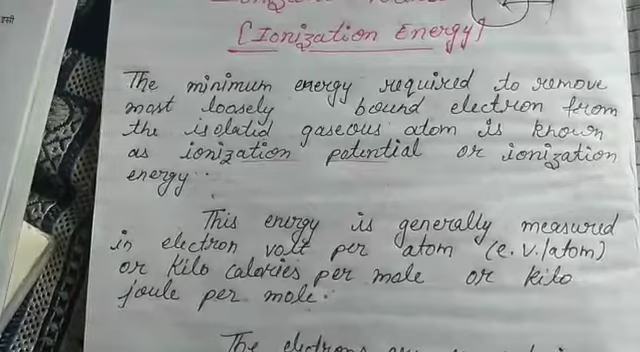 [Ionization Energy]
The minimum energy required to remove
most loosely bound electron from
the isolated gaseous atom is known
as ionization potential or ionization
energy.
This energy is generally measured
in electron volt per atom (e.v./atom)
or Kilo calories per mole or kilo
joule per mole.
The electrons